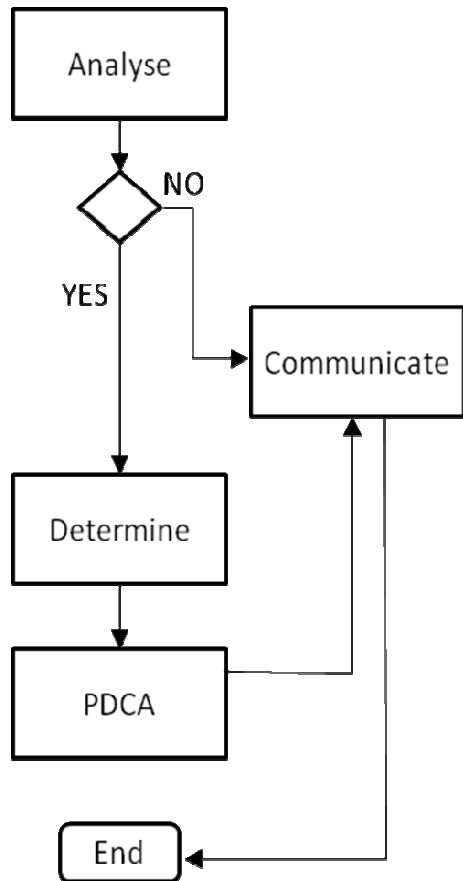 Analyse
NO
YES
Communicate
Determine
PDCA
End